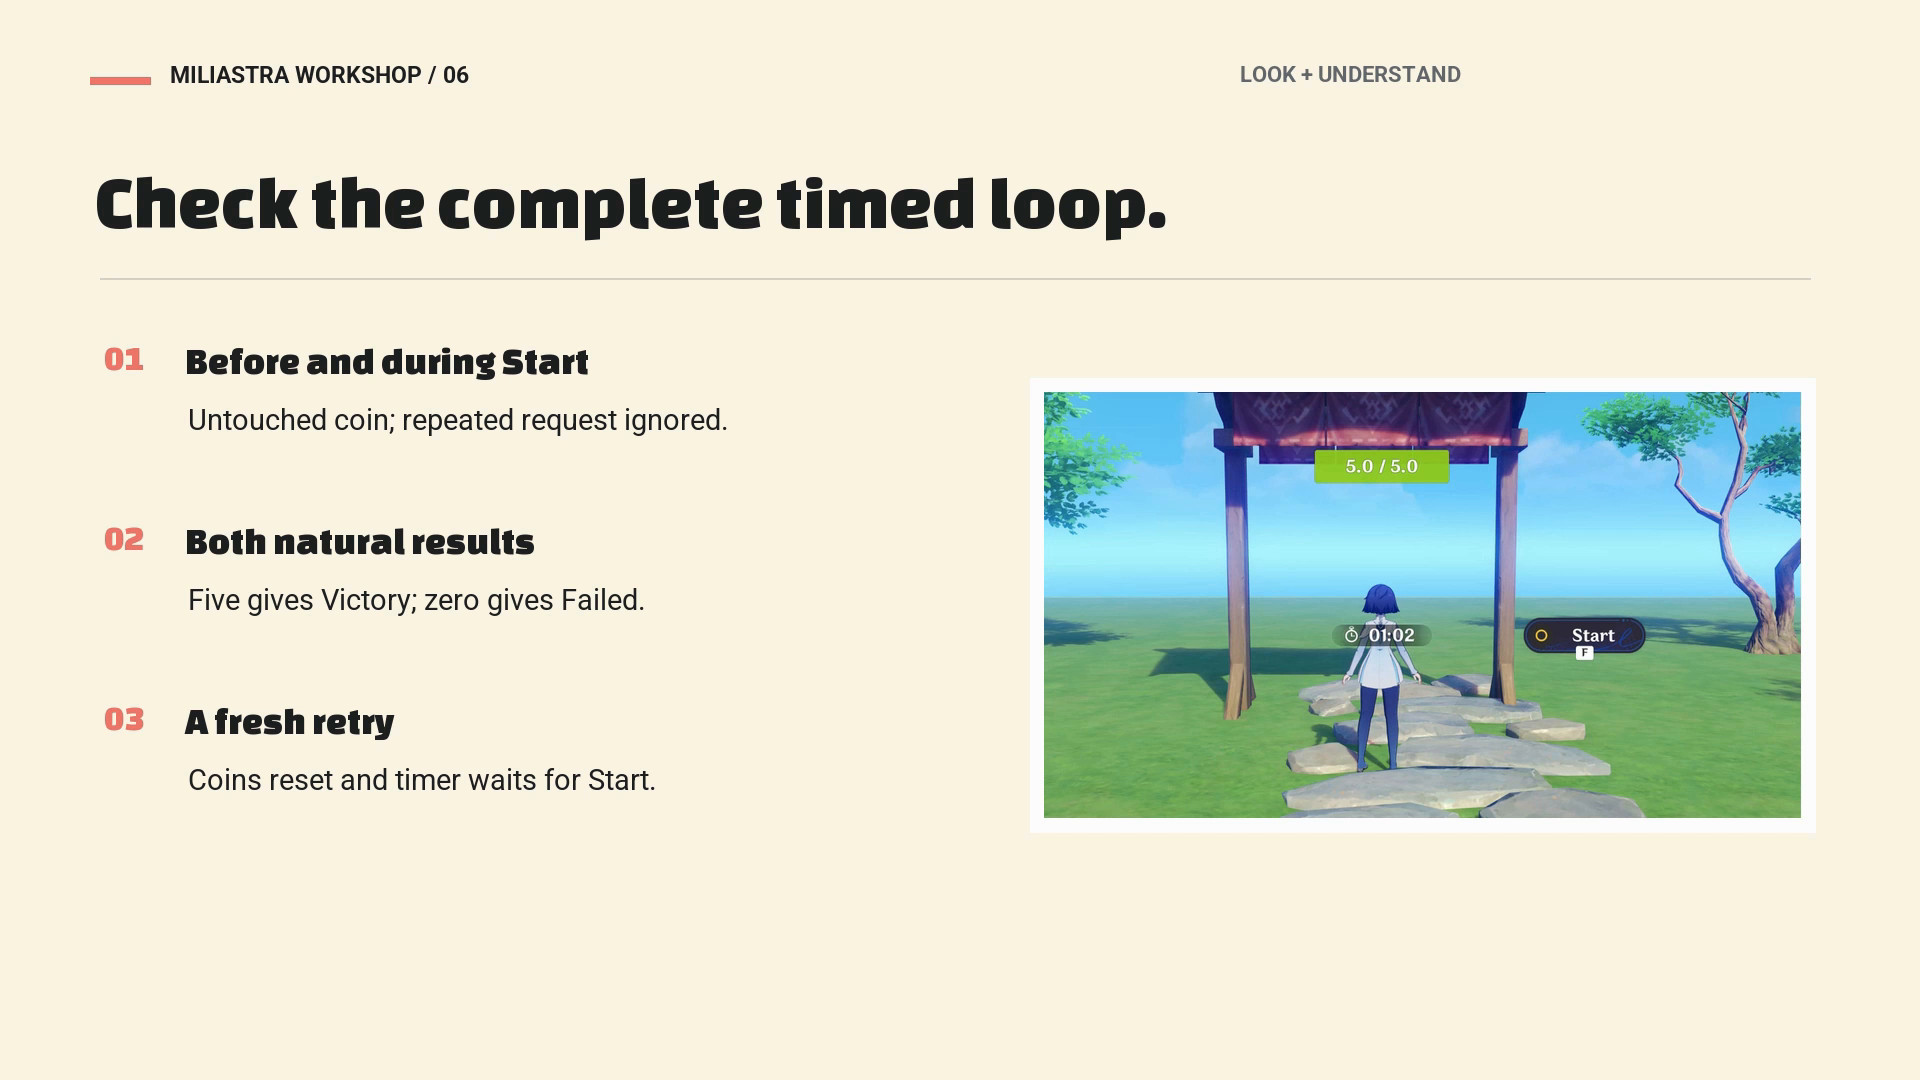 MILIASTRA WORKSHOP / 06
LOOK + UNDERSTAND
Check the complete timed loop.
01 Before and during Start
Untouched coin; repeated request ignored.
02 Both natural results
Five gives Victory; zero gives Failed.
03 A fresh retry
Coins reset and timer waits for Start.
5.0 / 5.0
01:02
Start
F